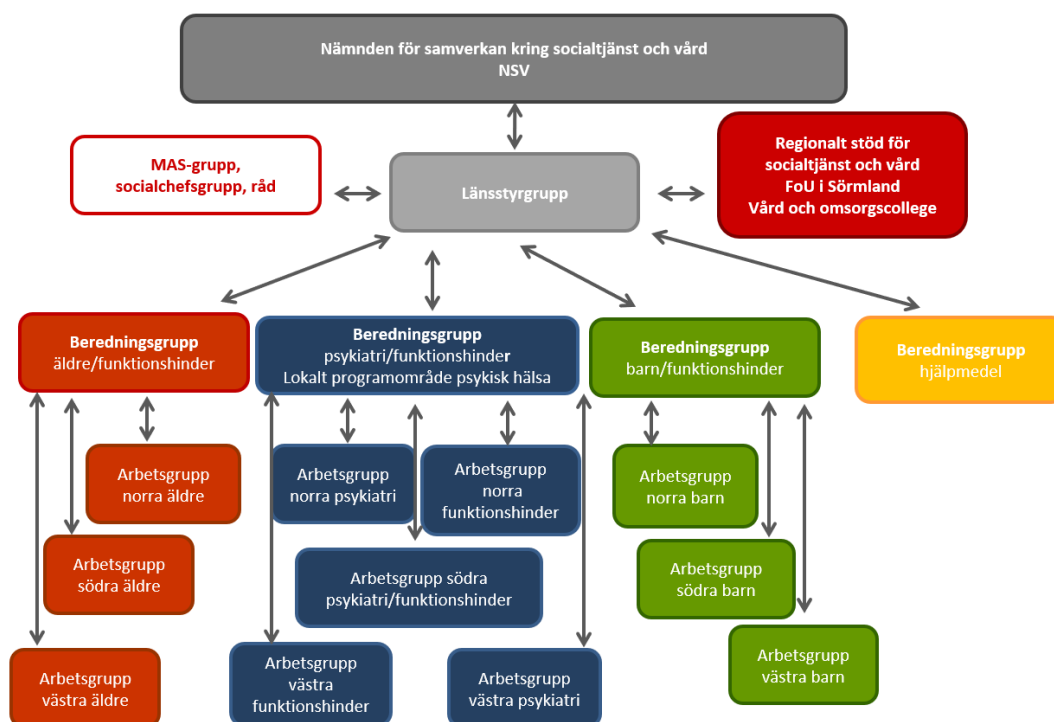 Nämnden för samverkan kring socialtjänst och vård
NSV
MAS-grupp,
socialchefsgrupp, råd
Länsstyrgrupp
Regionalt stöd för
socialtjänst och vård
FoU i Sörmland
Vård och omsorgscollege
Beredningsgrupp
äldre/funktionshinder
Beredningsgrupp
psykiatri/funktionshinder
Lokalt programområde psykisk hälsa
Beredningsgrupp
barn/funktionshinder
Beredningsgrupp
hjälpmedel
Arbetsgrupp
norra äldre
Arbetsgrupp
norra psykiatri
Arbetsgrupp
norra
funktionshinder
Arbetsgrupp
norra barn
Arbetsgrupp
södra äldre
Arbetsgrupp södra
psykiatri/funktionshinder
Arbetsgrupp
södra barn
Arbetsgrupp
västra äldre
Arbetsgrupp
västra
funktionshinder
Arbetsgrupp
västra psykiatri
Arbetsgrupp
västra barn